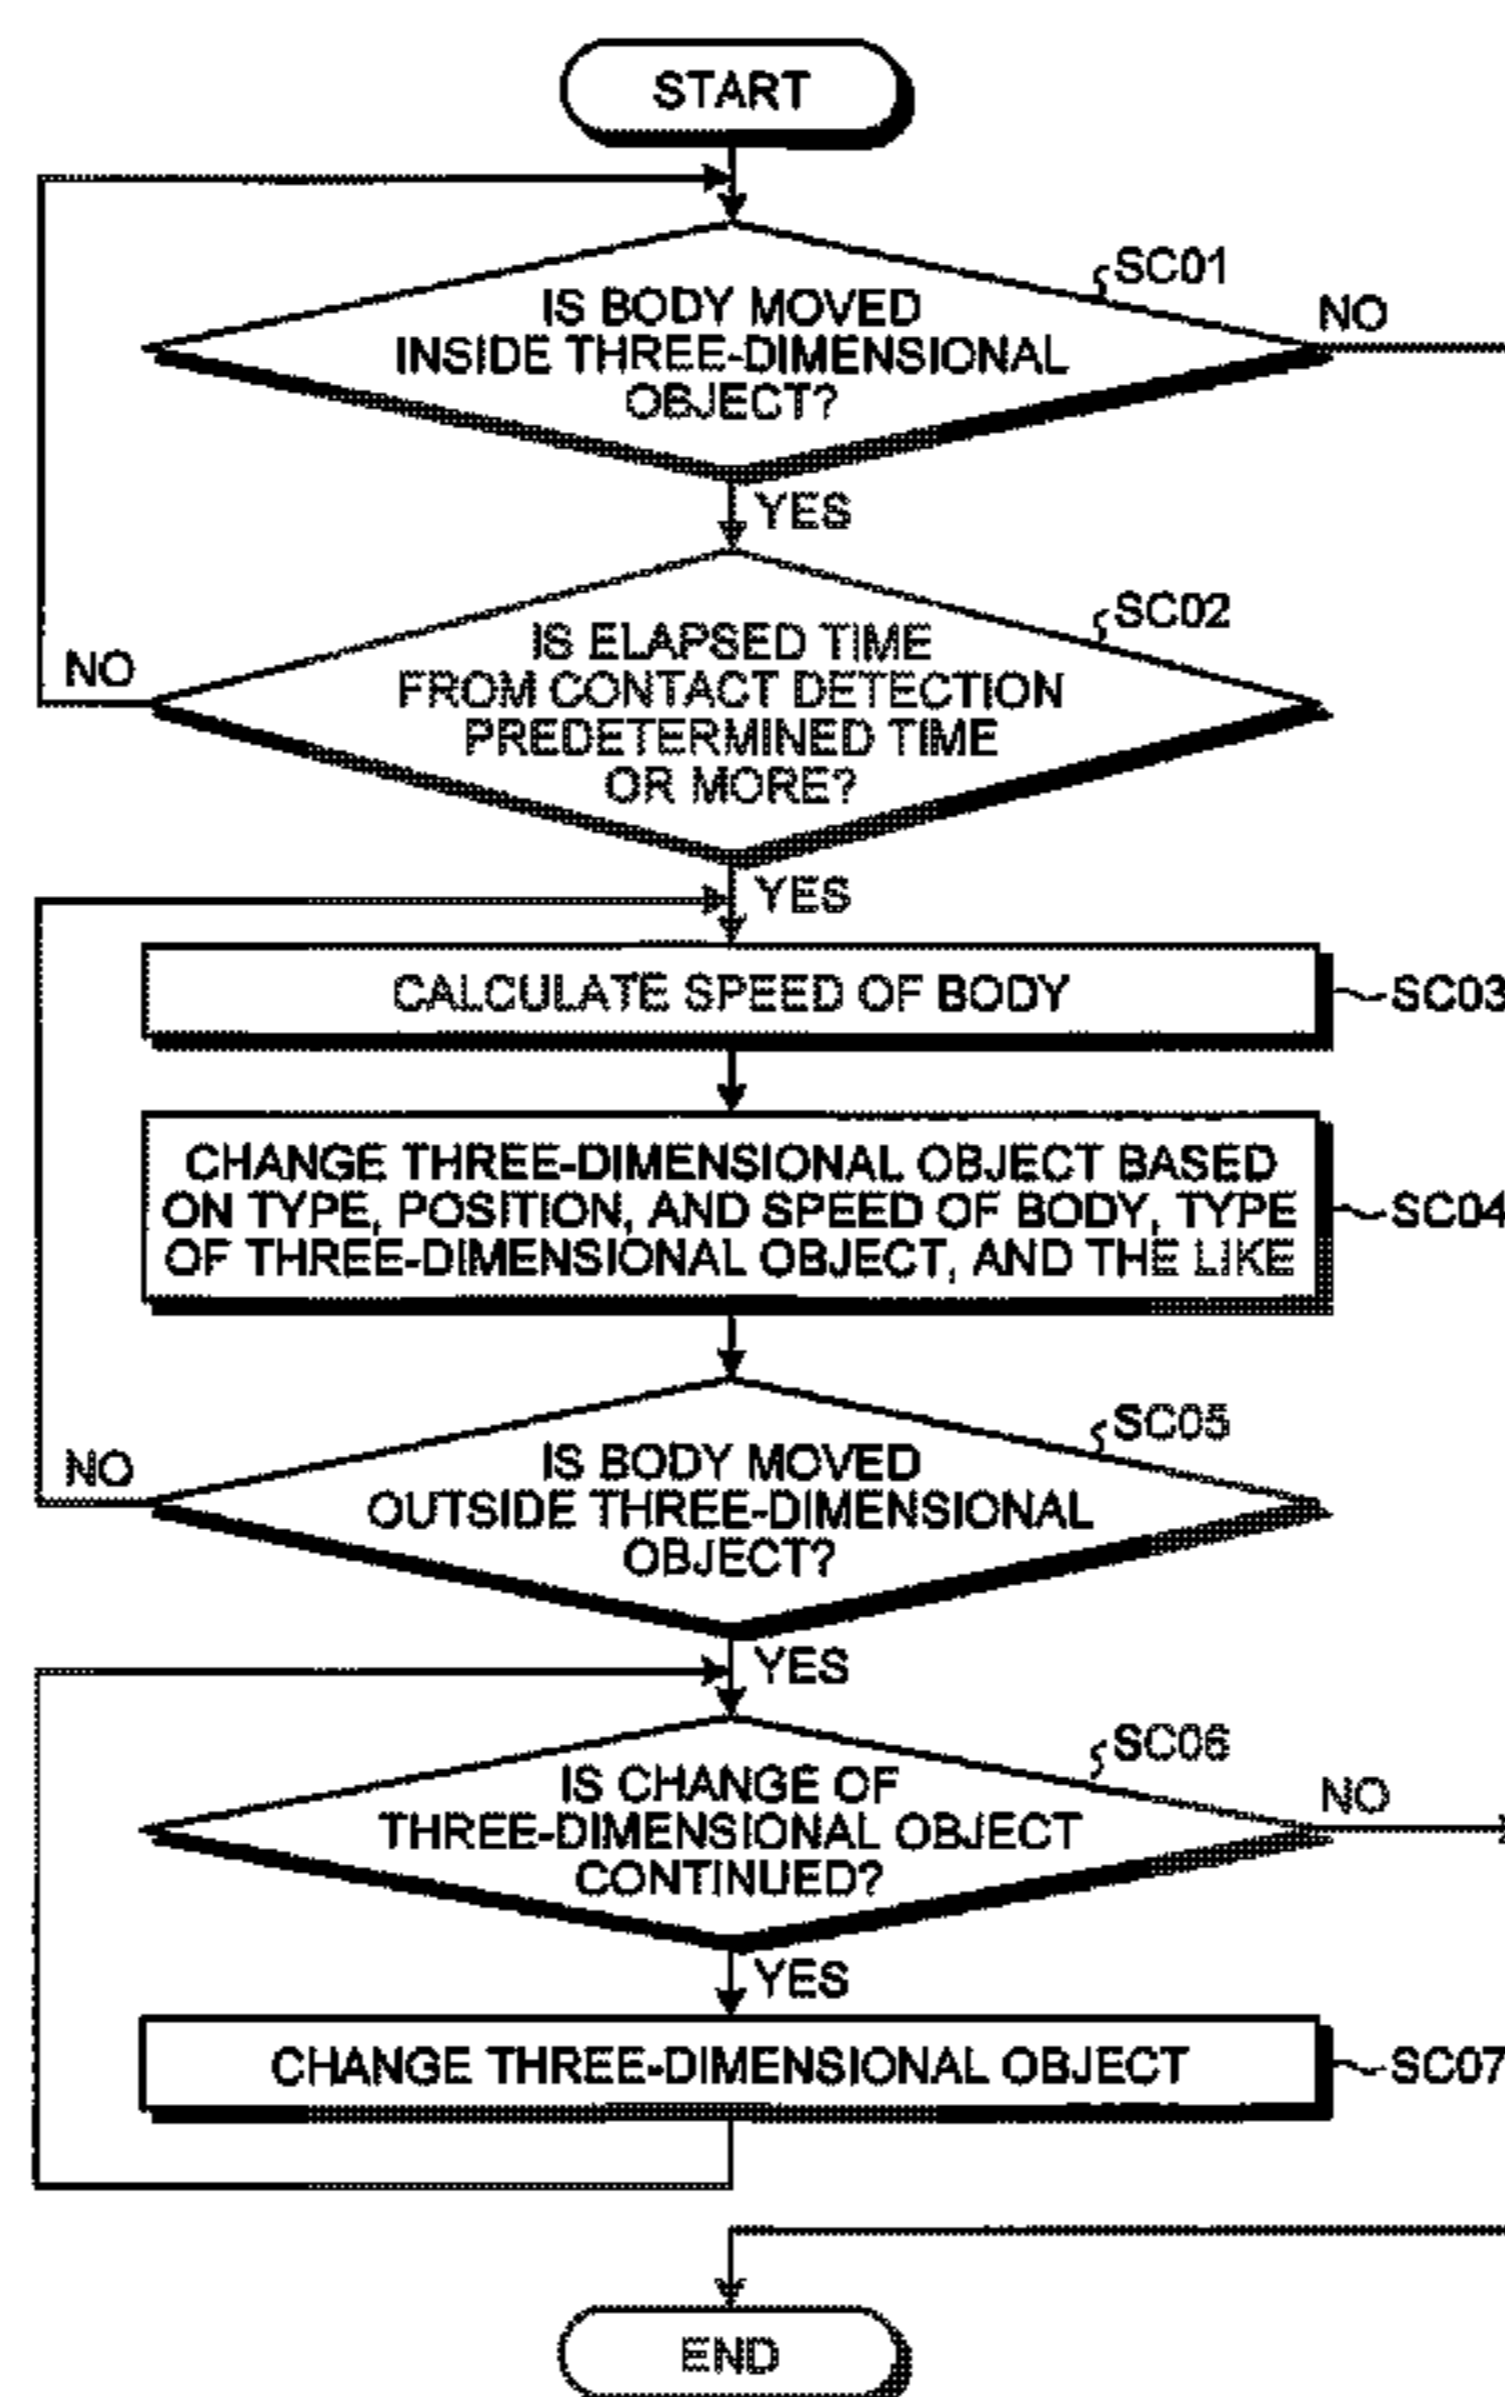 START
SC01
IS BODY MOVED
INSIDE THREE-DIMENSIONAL
OBJECT?
NO
YES
SC02
IS ELAPSED TIME
FROM CONTACT DETECTION
PREDETERMINED TIME
OR MORE?
NO
YES
CALCULATE SPEED OF BODY
SC03
CHANGE THREE-DIMENSIONAL OBJECT BASED
ON TYPE, POSITION, AND SPEED OF BODY, TYPE
OF THREE-DIMENSIONAL OBJECT, AND THE LIKE
SC04
SC05
IS BODY MOVED
OUTSIDE THREE-DIMENSIONAL
OBJECT?
NO
YES
SC06
IS CHANGE OF
THREE-DIMENSIONAL OBJECT
CONTINUED?
NO
YES
CHANGE THREE-DIMENSIONAL OBJECT
SC07
END